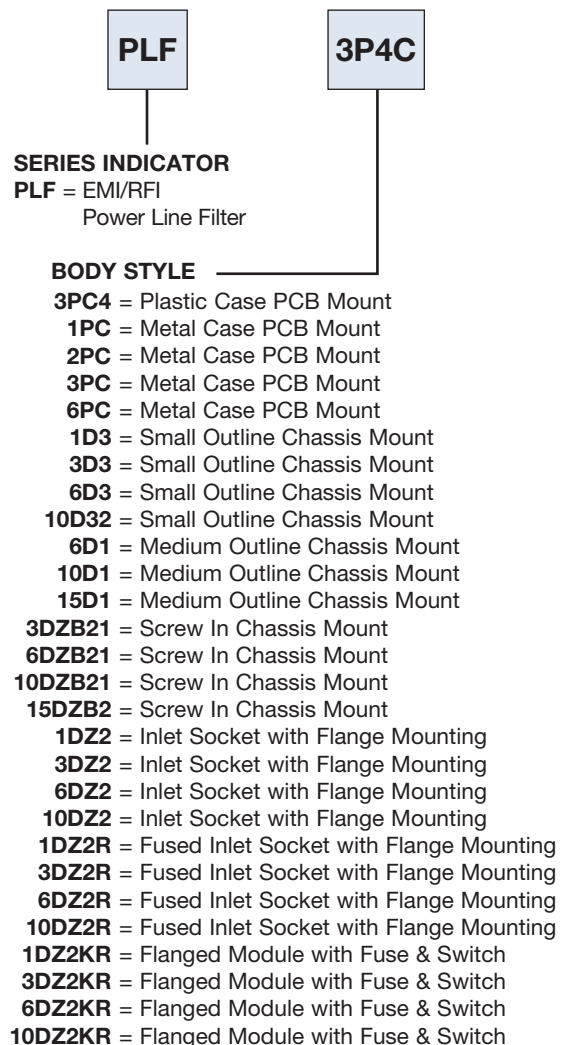 PLF 3P4C
SERIES INDICATOR
PLF = EMI/RFI
Power Line Filter
BODY STYLE
3PC4 = Plastic Case PCB Mount
1PC = Metal Case PCB Mount
2PC = Metal Case PCB Mount
3PC = Metal Case PCB Mount
6PC = Metal Case PCB Mount
1D3 = Small Outline Chassis Mount
3D3 = Small Outline Chassis Mount
6D3 = Small Outline Chassis Mount
10D32 = Small Outline Chassis Mount
6D1 = Medium Outline Chassis Mount
10D1 = Medium Outline Chassis Mount
15D1 = Medium Outline Chassis Mount
3DZB21 = Screw In Chassis Mount
6DZB21 = Screw In Chassis Mount
10DZB21 = Screw In Chassis Mount
15DZB2 = Screw In Chassis Mount
1DZ2 = Inlet Socket with Flange Mounting
3DZ2 = Inlet Socket with Flange Mounting
6DZ2 = Inlet Socket with Flange Mounting
10DZ2 = Inlet Socket with Flange Mounting
1DZ2R = Fused Inlet Socket with Flange Mounting
3DZ2R = Fused Inlet Socket with Flange Mounting
6DZ2R = Fused Inlet Socket with Flange Mounting
10DZ2R = Fused Inlet Socket with Flange Mounting
1DZ2KR = Flanged Module with Fuse & Switch
3DZ2KR = Flanged Module with Fuse & Switch
6DZ2KR = Flanged Module with Fuse & Switch
10DZ2KR = Flanged Module with Fuse & Switch